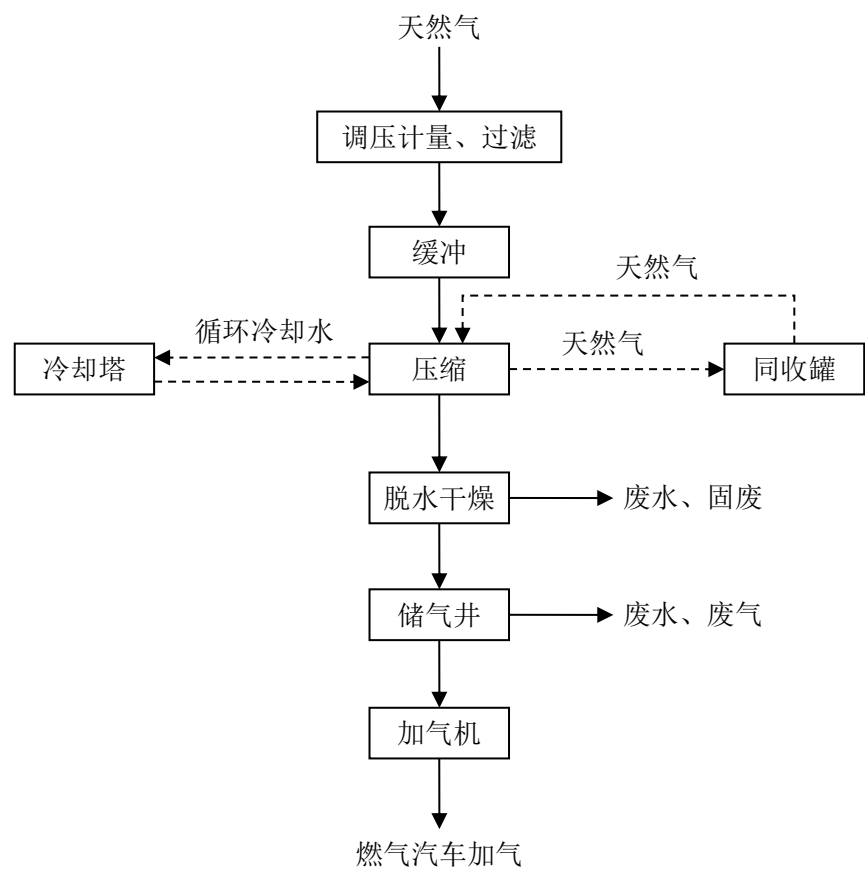 天然气
调压计量、过滤
缓冲
天然气
循环冷却水
天然气
冷却塔
压缩
同收罐
脱水干燥
废水、固废
储气井
废水、废气
加气机
燃气汽车加气